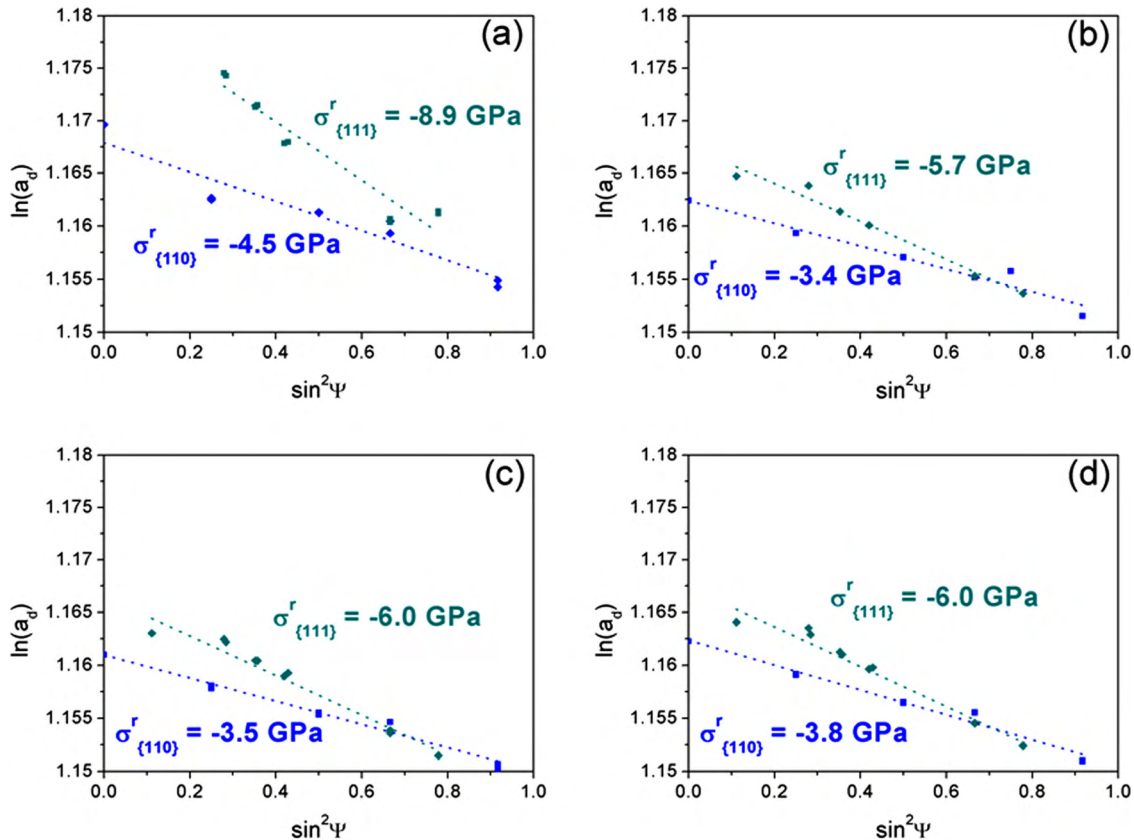 (a)
1.18
1.175
1.17
1.165
1.16
1.155
1.15
ln(a_d)
σ^r_{111} = -8.9 GPa
σ^r_{110} = -4.5 GPa
0.0 0.2 0.4 0.6 0.8 1.0
sin²Ψ
(b)
1.18
1.175
1.17
1.165
1.16
1.155
1.15
ln(a_d)
σ^r_{111} = -5.7 GPa
σ^r_{110} = -3.4 GPa
0.0 0.2 0.4 0.6 0.8 1.0
sin²Ψ
(c)
1.18
1.175
1.17
1.165
1.16
1.155
1.15
ln(a_d)
σ^r_{111} = -6.0 GPa
σ^r_{110} = -3.5 GPa
0.0 0.2 0.4 0.6 0.8 1.0
sin²Ψ
(d)
1.18
1.175
1.17
1.165
1.16
1.155
1.15
ln(a_d)
σ^r_{111} = -6.0 GPa
σ^r_{110} = -3.8 GPa
0.0 0.2 0.4 0.6 0.8 1.0
sin²Ψ